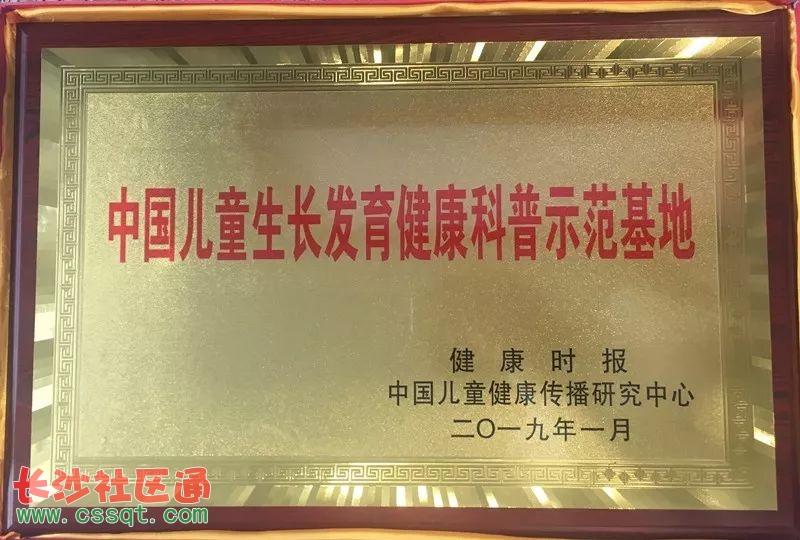 中国儿童生长发育健康科普示范基地
健康时报
中国儿童健康传播研究中心
二〇一九年一月
长沙社区通
www.cssqt.com